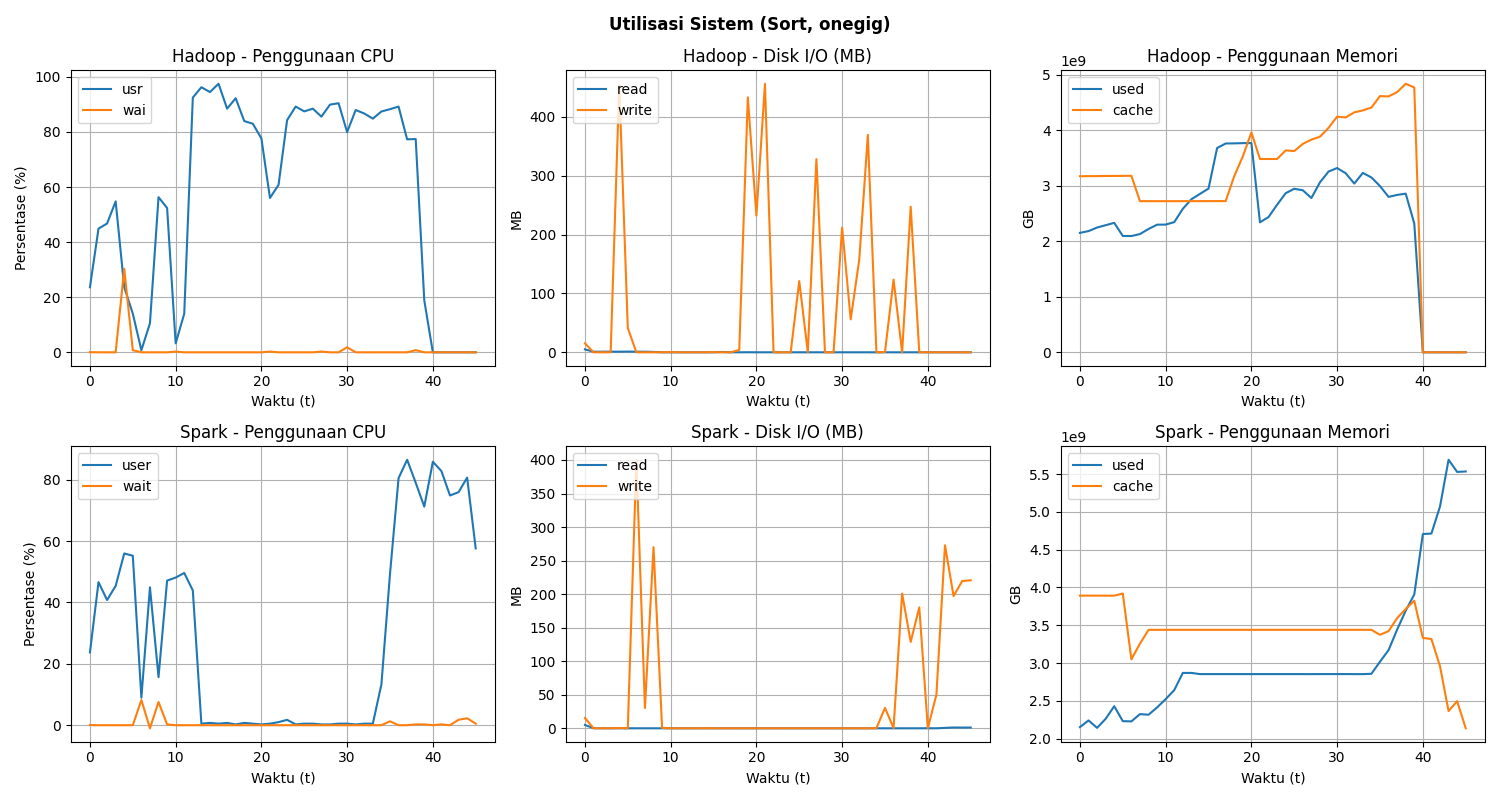 Utilisasi Sistem (Sort, onegig)
Hadoop - Penggunaan CPU
Persentase (%)
100
80
60
40
20
0
usr
wai
0 10 20 30 40
Waktu (t)
Hadoop - Disk I/O (MB)
MB
400
300
200
100
0
read
write
0 10 20 30 40
Waktu (t)
Hadoop - Penggunaan Memori
1e9
GB
5
4
3
2
1
0
used
cache
0 10 20 30 40
Waktu (t)
Spark - Penggunaan CPU
Persentase (%)
80
60
40
20
0
user
wait
0 10 20 30 40
Waktu (t)
Spark - Disk I/O (MB)
MB
400
350
300
250
200
150
100
50
0
read
write
0 10 20 30 40
Waktu (t)
Spark - Penggunaan Memori
1e9
GB
5.5
5.0
4.5
4.0
3.5
3.0
2.5
2.0
used
cache
0 10 20 30 40
Waktu (t)